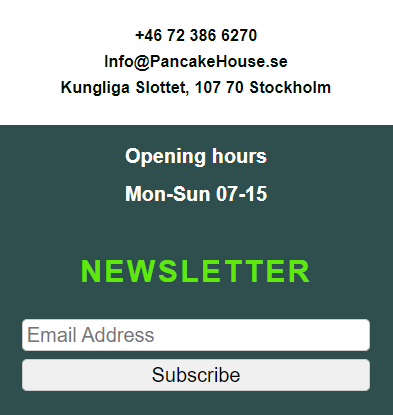 +46 72 386 6270
Info@PancakeHouse.se
Kungliga Slottet, 107 70 Stockholm
Opening hours
Mon-Sun 07-15
NEWSLETTER
Email Address
Subscribe